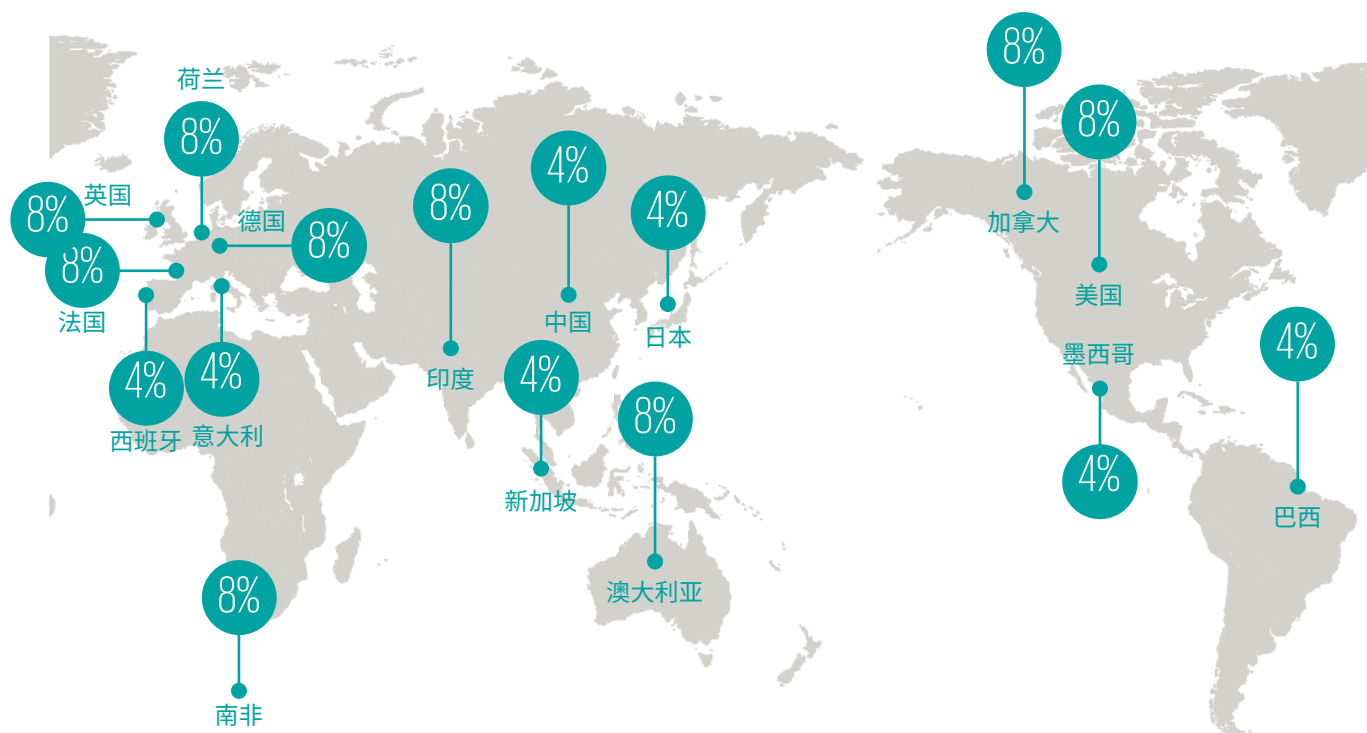 8%
加拿大
8%
美国
荷兰
8%
英国
8%
德国
8%
8%
法国
8%
印度
4%
中国
4%
日本
4%
西班牙
4%
意大利
4%
新加坡
8%
澳大利亚
墨西哥
4%
4%
巴西
8%
南非